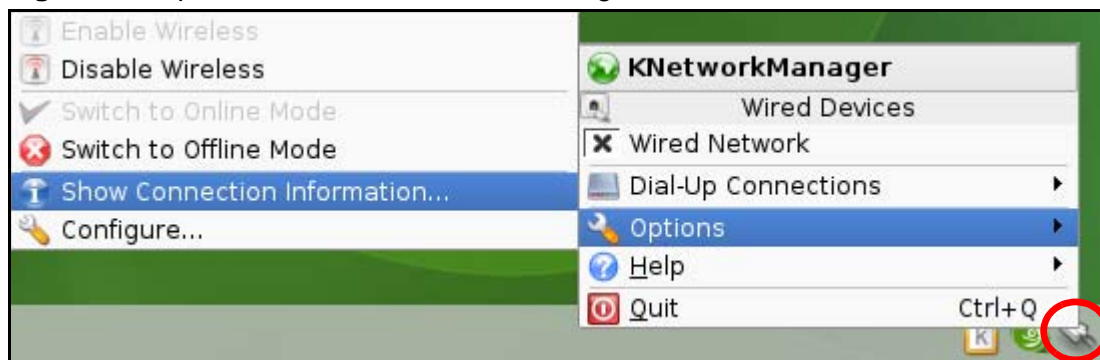 Enable Wireless
Disable Wireless
Switch to Online Mode
Switch to Offline Mode
Show Connection Information...
Configure...
KNetworkManager
Wired Devices
Wired Network
Dial-Up Connections
Options
Help
Quit Ctrl+Q
K